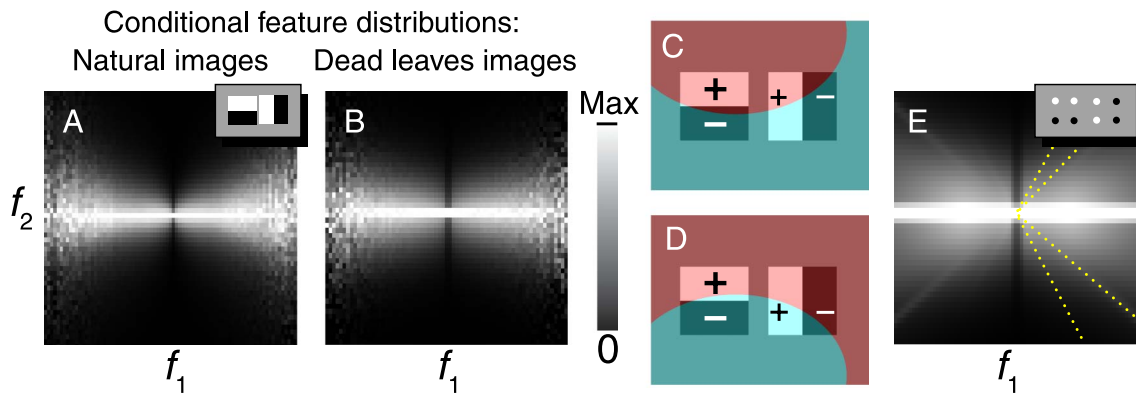 Conditional feature distributions:
Natural images
Dead leaves images
A
B
Max
0
f2
f1
f1
C
+
−
+
−
D
+
−
+
−
E
f1